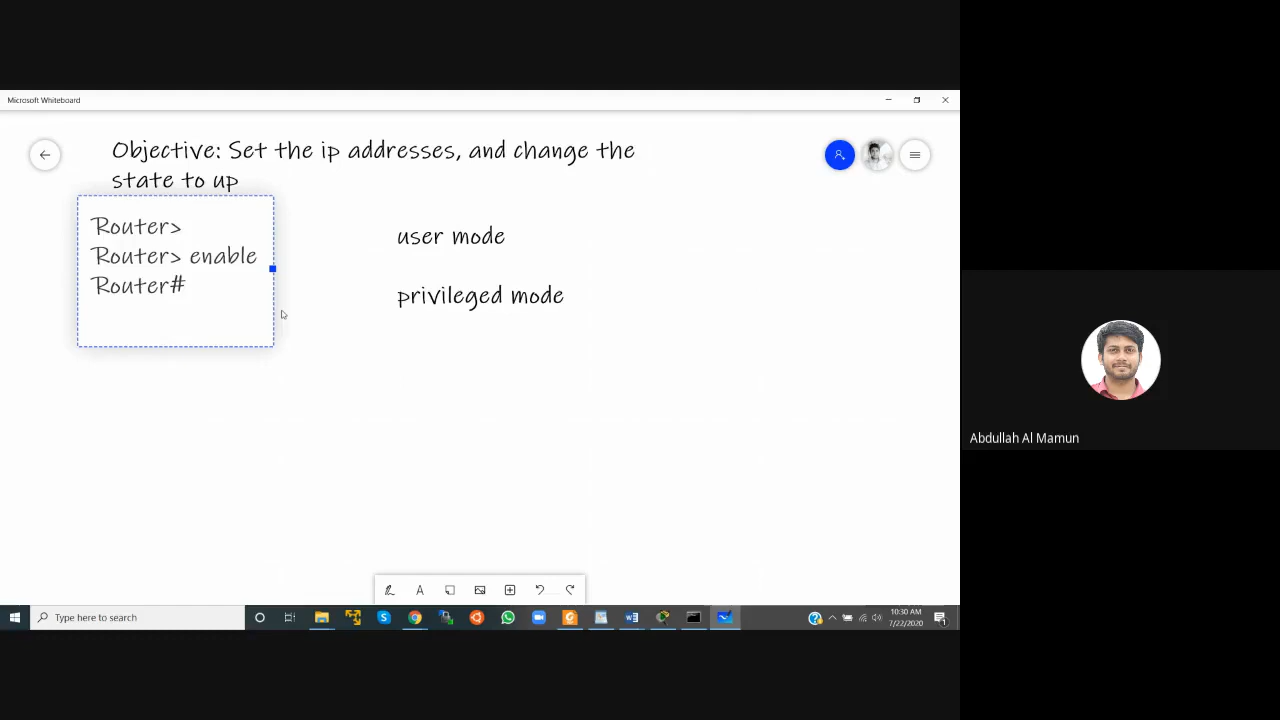 Microsoft Whiteboard
Objective: Set the ip addresses, and change the
state to up
Router>
Router> enable
Router#
user mode
privileged mode
Abdullah Al Mamun
Type here to search
10:30 AM
7/22/2020